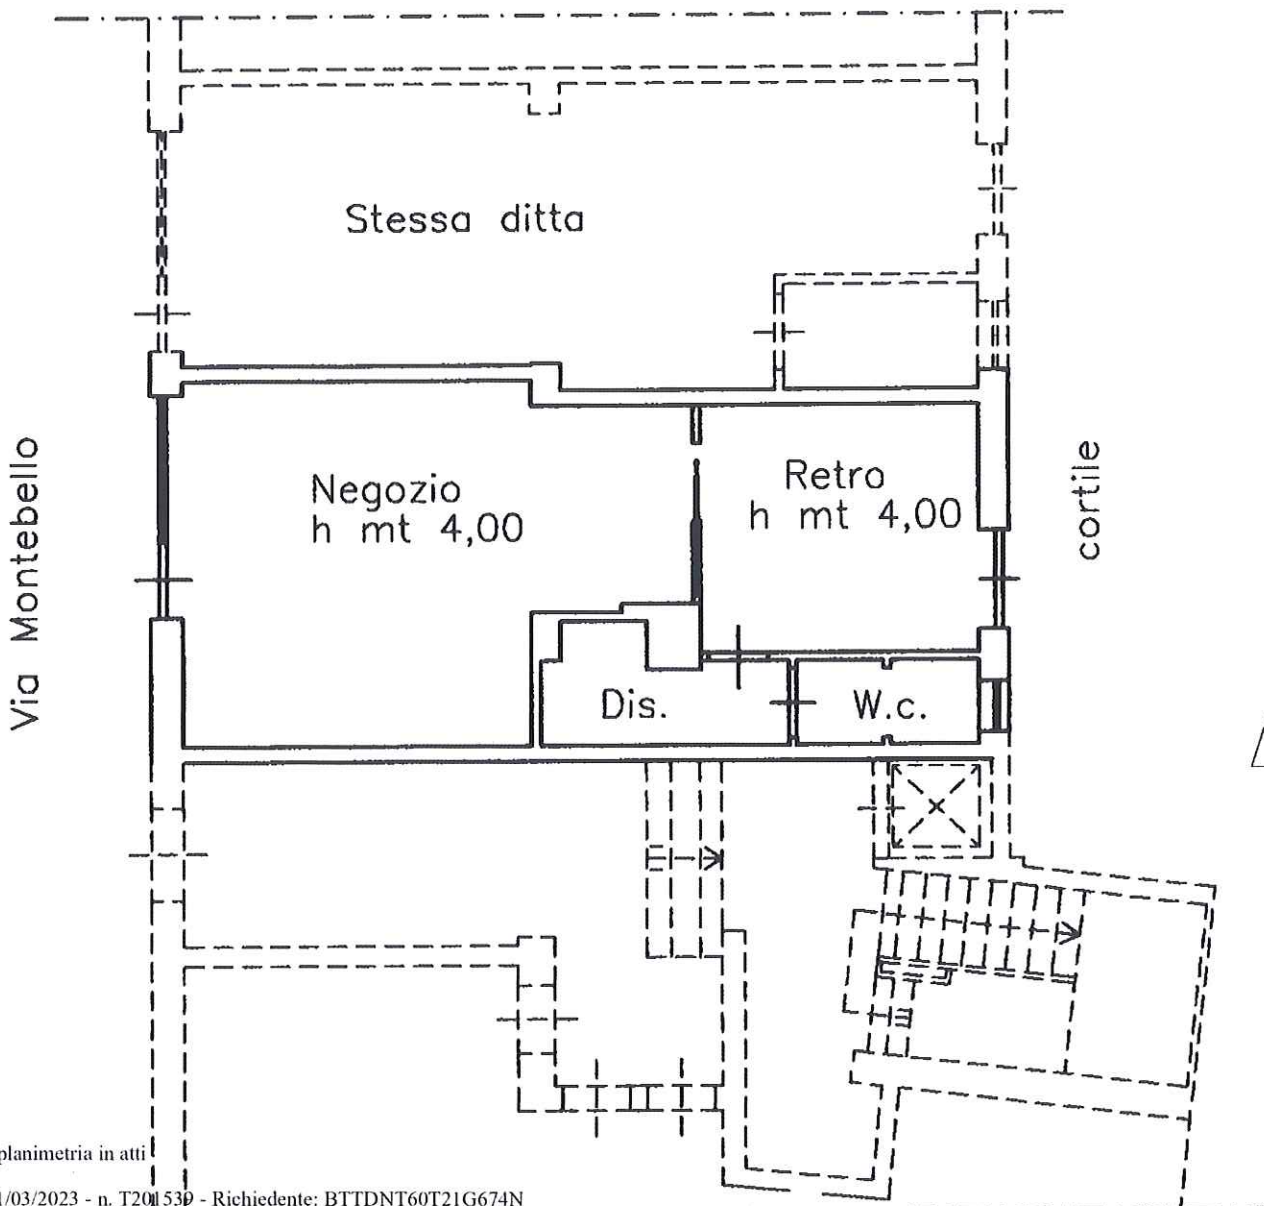 Stessa ditta
Via Montebello
Negozio
h mt 4,00
Retro
h mt 4,00
cortile
Dis.
W.c.
planimetria in atti
1/03/2023 - n. T201539 - Richiedente: BTTDNT60T21G674N